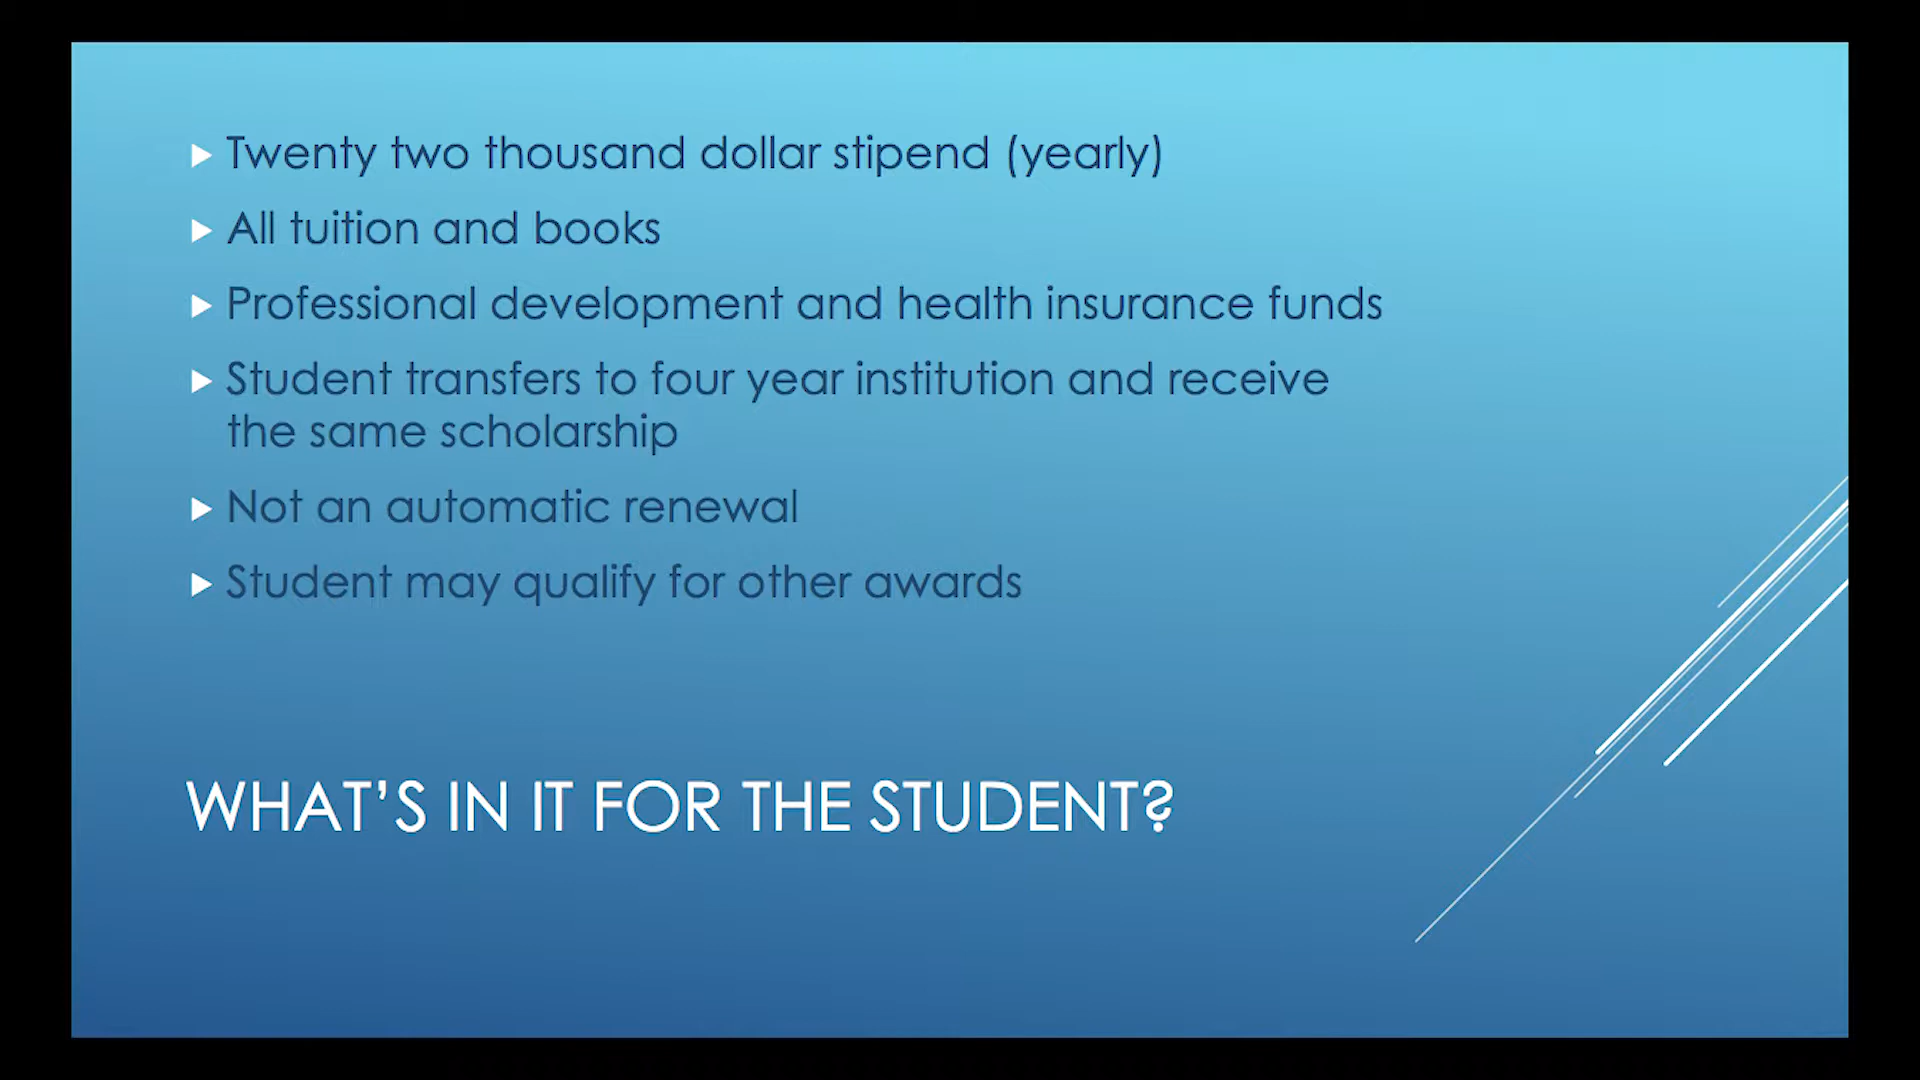 Twenty two thousand dollar stipend (yearly)
All tuition and books
Professional development and health insurance funds
Student transfers to four year institution and receive
the same scholarship
Not an automatic renewal
Student may qualify for other awards
WHAT'S IN IT FOR THE STUDENT?